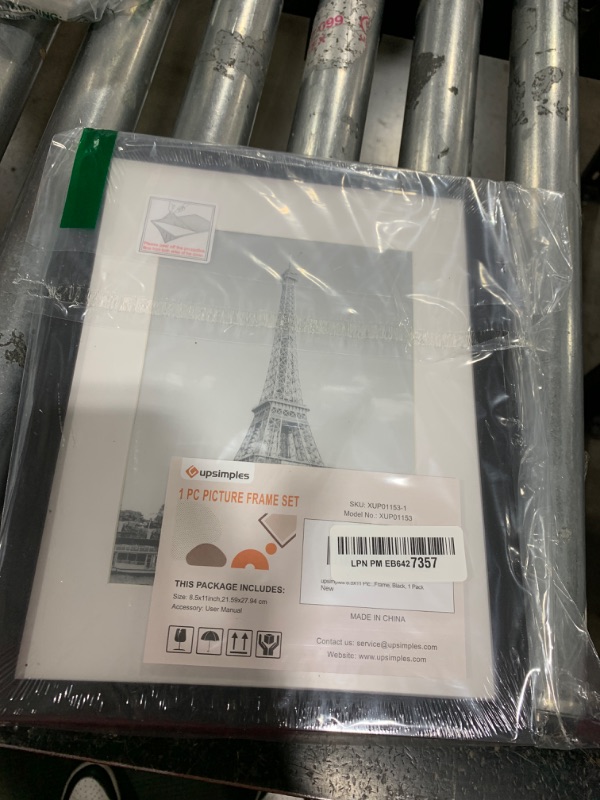 upsimples
1 PC PICTURE FRAME SET
SKU: XUP01153-1
Model No.: XUP01153
LPN PM EB6427357
Frame, Black, 1 Pack
New
THIS PACKAGE INCLUDES:
Size: 8.5x11inch,21.59x27.94 cm
Accessory: User Manual
MADE IN CHINA
Contact us: service@upsimples.com
Website: www.upsimples.com